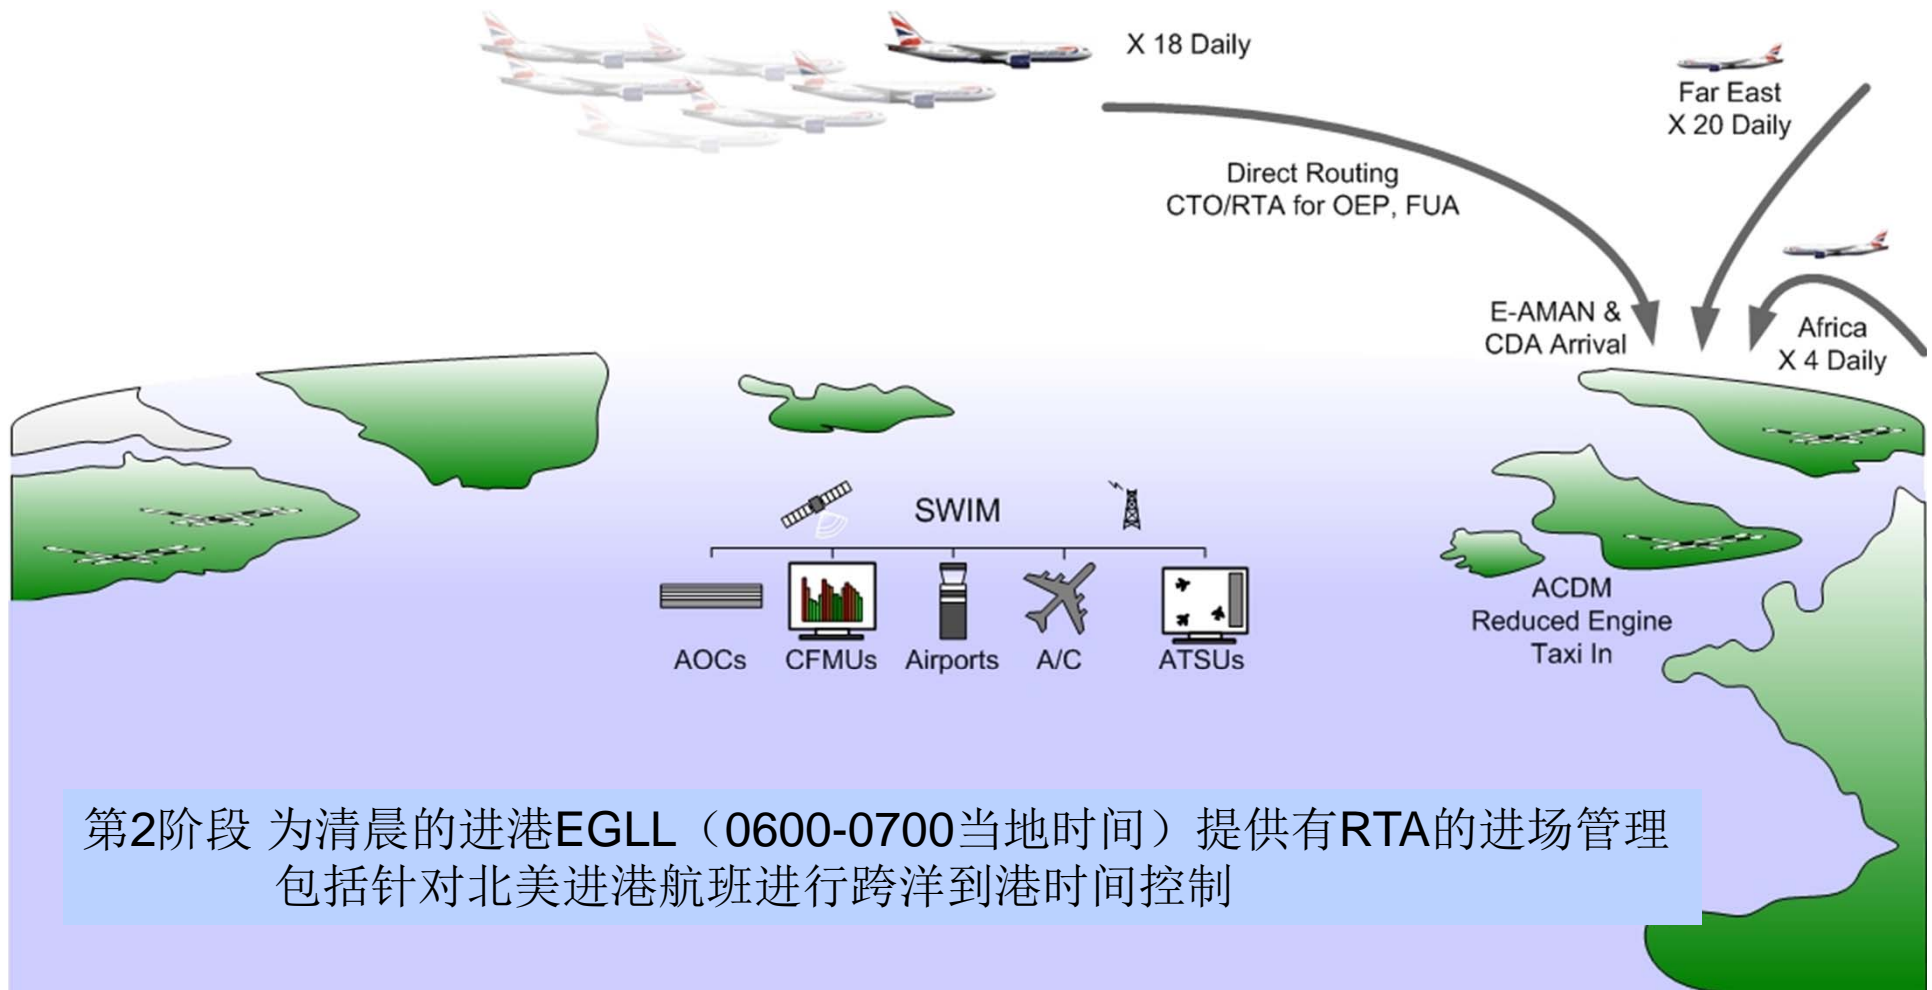 X 18 Daily
Far East
X 20 Daily
Direct Routing
CTO/RTA for OEP, FUA
E-AMAN &
CDA Arrival
Africa
X 4 Daily
SWIM
AOCs
CFMUs
Airports
A/C
ATSUs
ACDM
Reduced Engine
Taxi In
第2阶段 为清晨的进港EGLL（0600-0700当地时间）提供有RTA的进场管理
包括针对北美进港航班进行跨洋到港时间控制